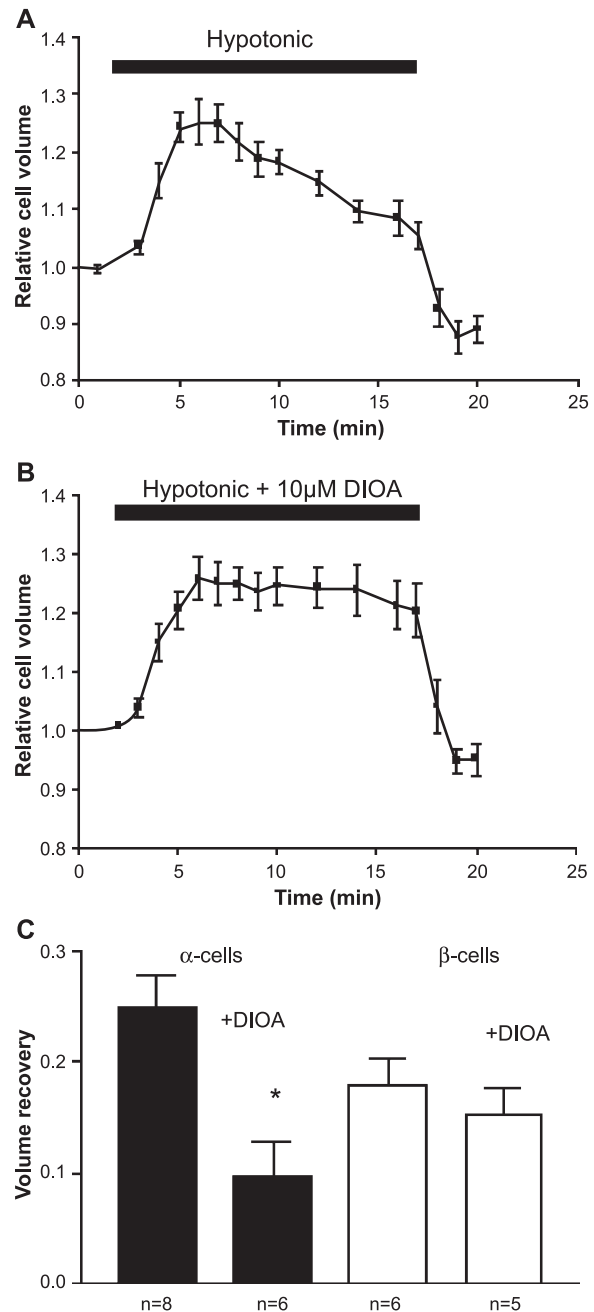 A
Hypotonic
1.4
1.3
1.2
1.1
1.0
0.9
0.8
Relative cell volume
0 5 10 15 20 25
Time (min)
B
Hypotonic + 10µM DIOA
1.4
1.3
1.2
1.1
1.0
0.9
0.8
Relative cell volume
0 5 10 15 20 25
Time (min)
C
α-cells β-cells
+DIOA +DIOA
*
0.3
0.2
0.1
0.0
Volume recovery
n=8 n=6 n=6 n=5